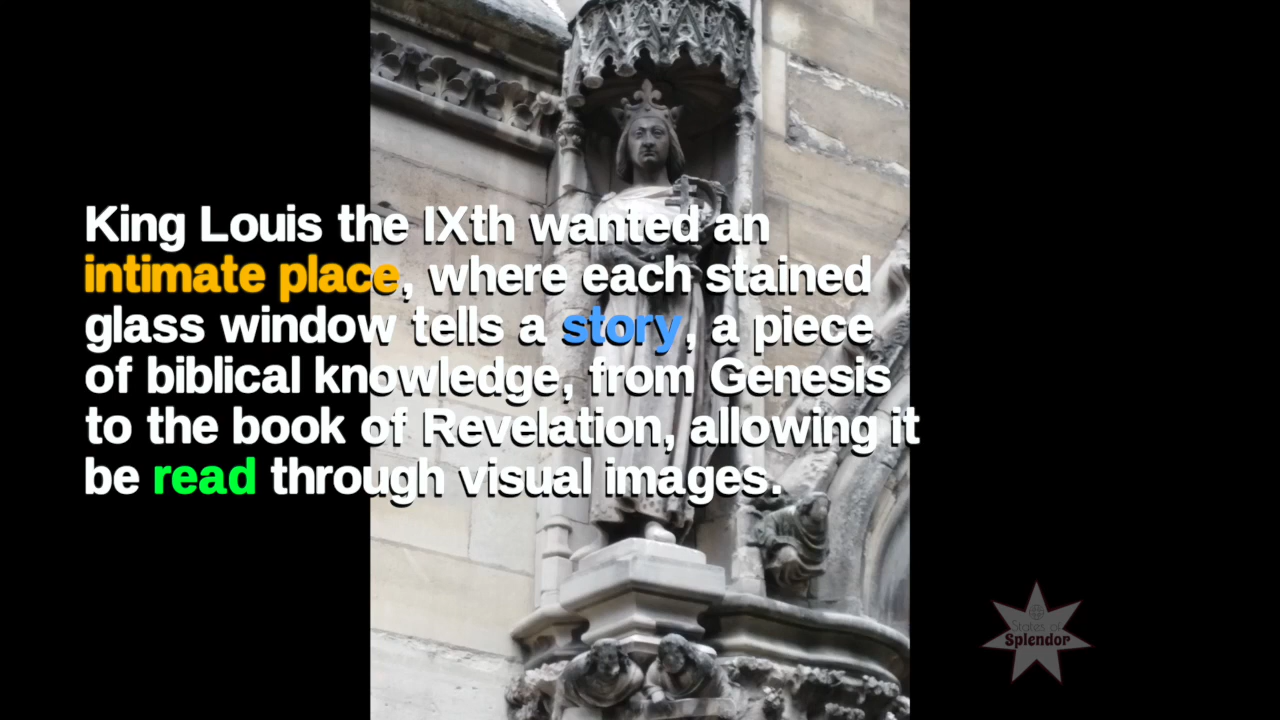 King Louis the IXth wanted an
intimate place, where each stained
glass window tells a story, a piece
of biblical knowledge, from Genesis
to the book of Revelation, allowing it
be read through visual images.
States of
Splendor